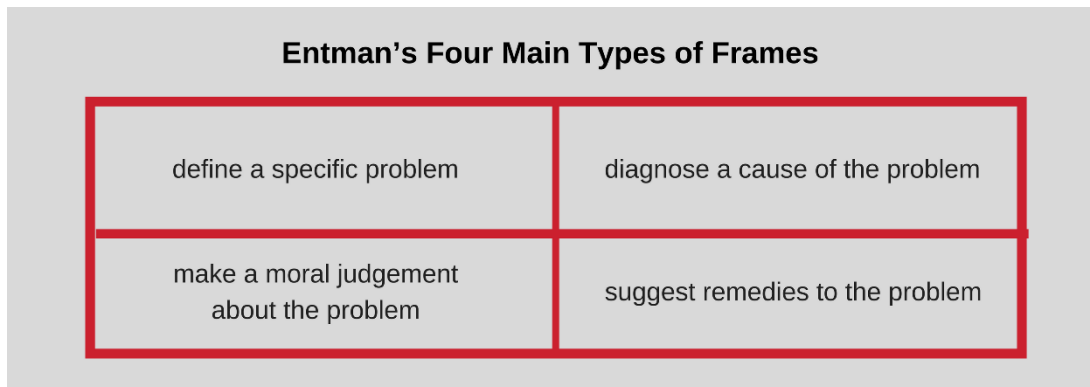 Entman’s Four Main Types of Frames
define a specific problem
diagnose a cause of the problem
make a moral judgement
about the problem
suggest remedies to the problem